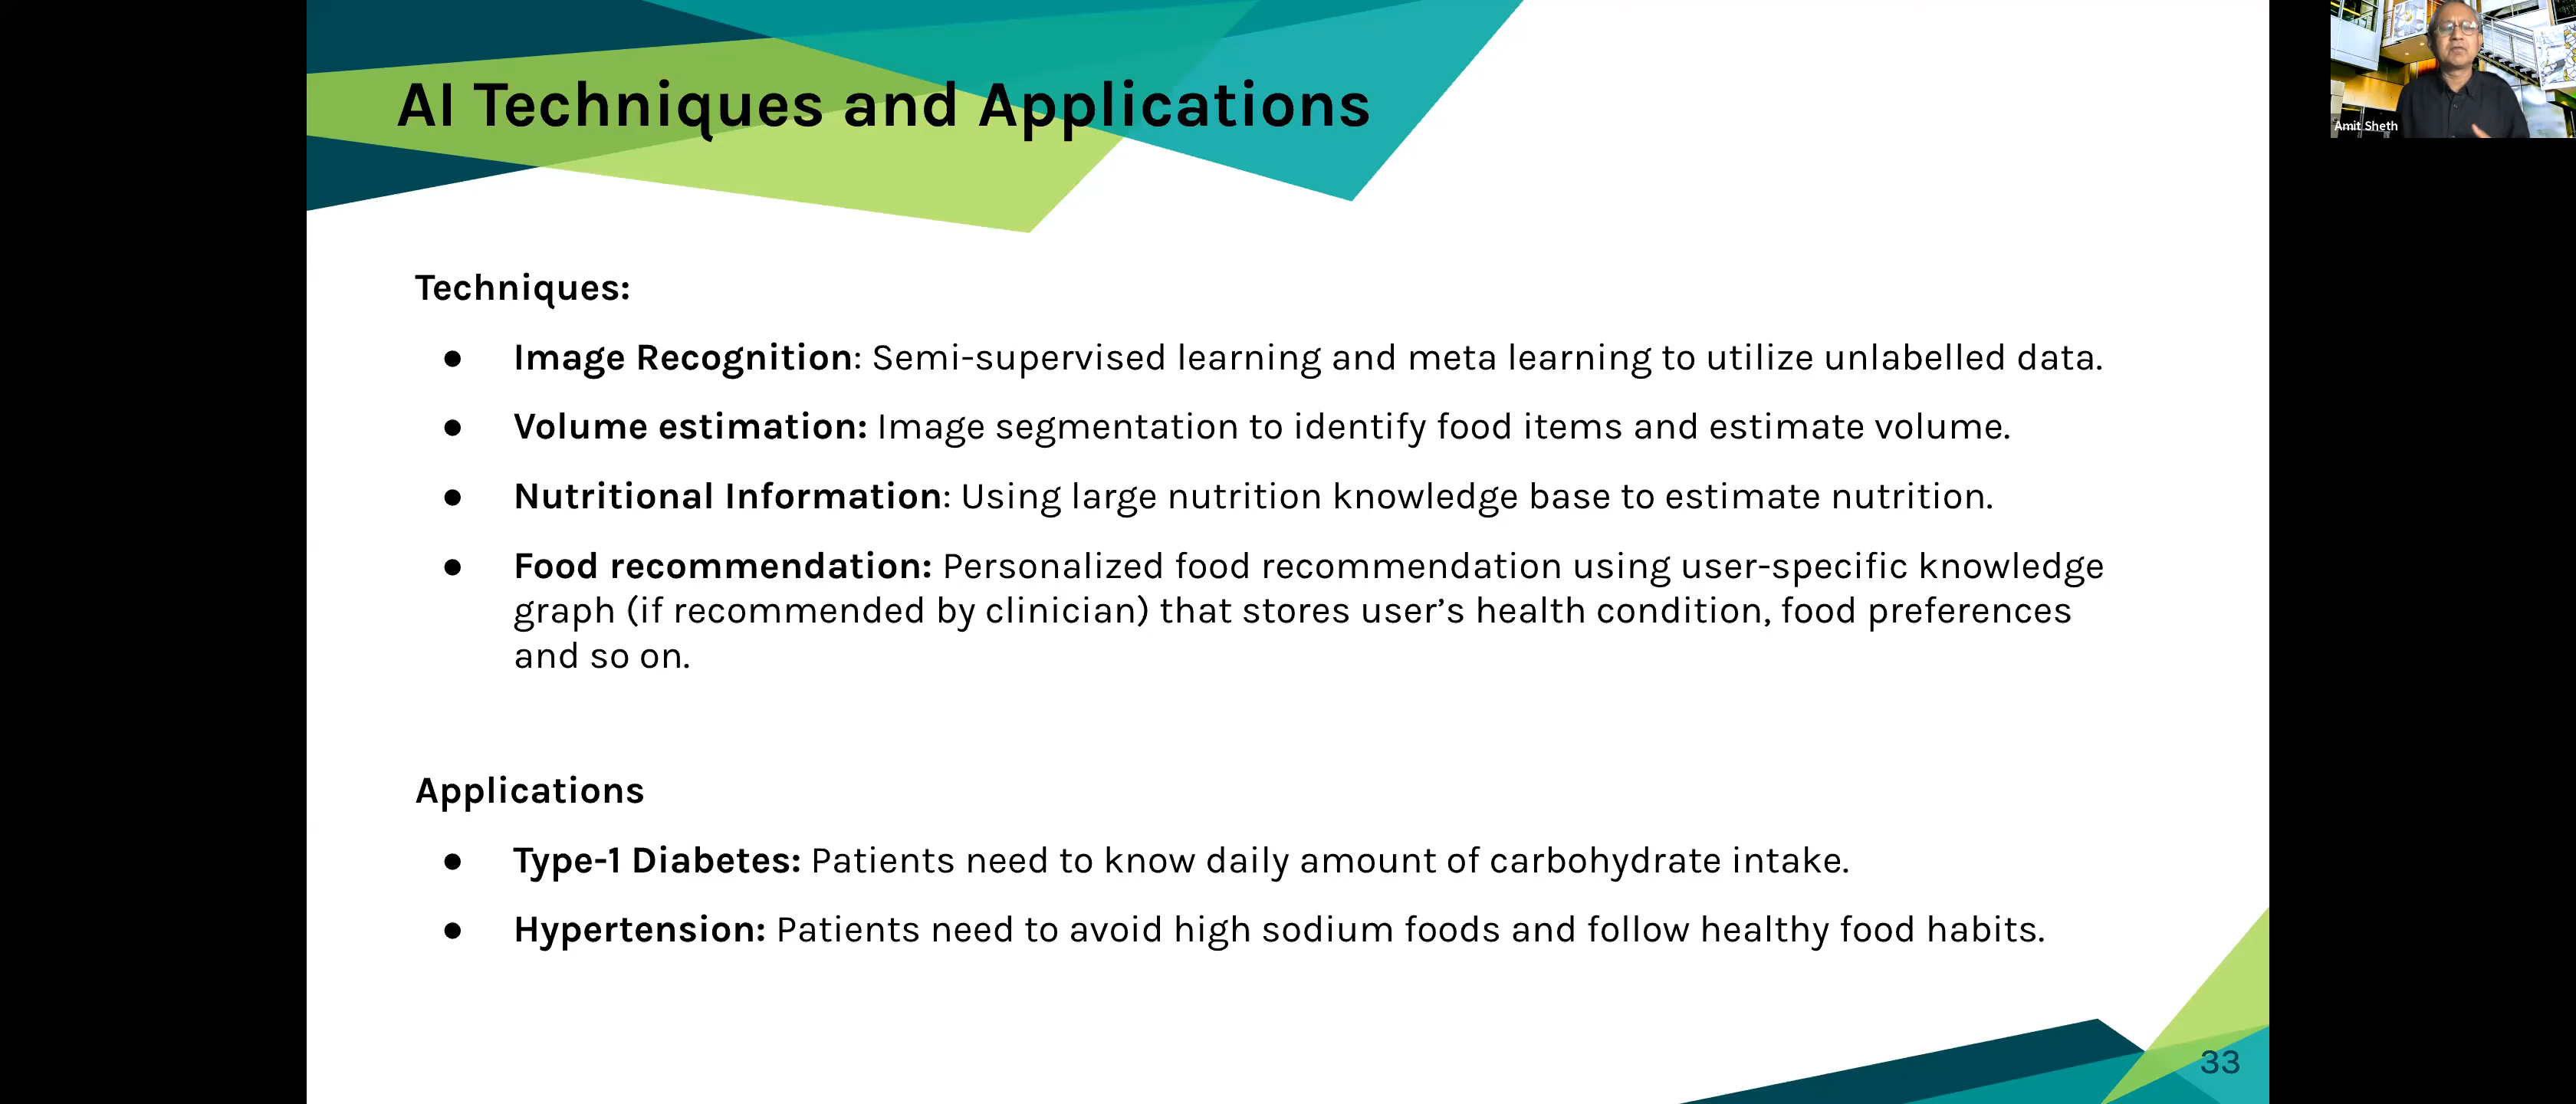 AI Techniques and Applications
Amit Sheth
Techniques:
● Image Recognition: Semi-supervised learning and meta learning to utilize unlabelled data.
● Volume estimation: Image segmentation to identify food items and estimate volume.
● Nutritional Information: Using large nutrition knowledge base to estimate nutrition.
● Food recommendation: Personalized food recommendation using user-specific knowledge
graph (if recommended by clinician) that stores user’s health condition, food preferences
and so on.
Applications
● Type-1 Diabetes: Patients need to know daily amount of carbohydrate intake.
● Hypertension: Patients need to avoid high sodium foods and follow healthy food habits.
33